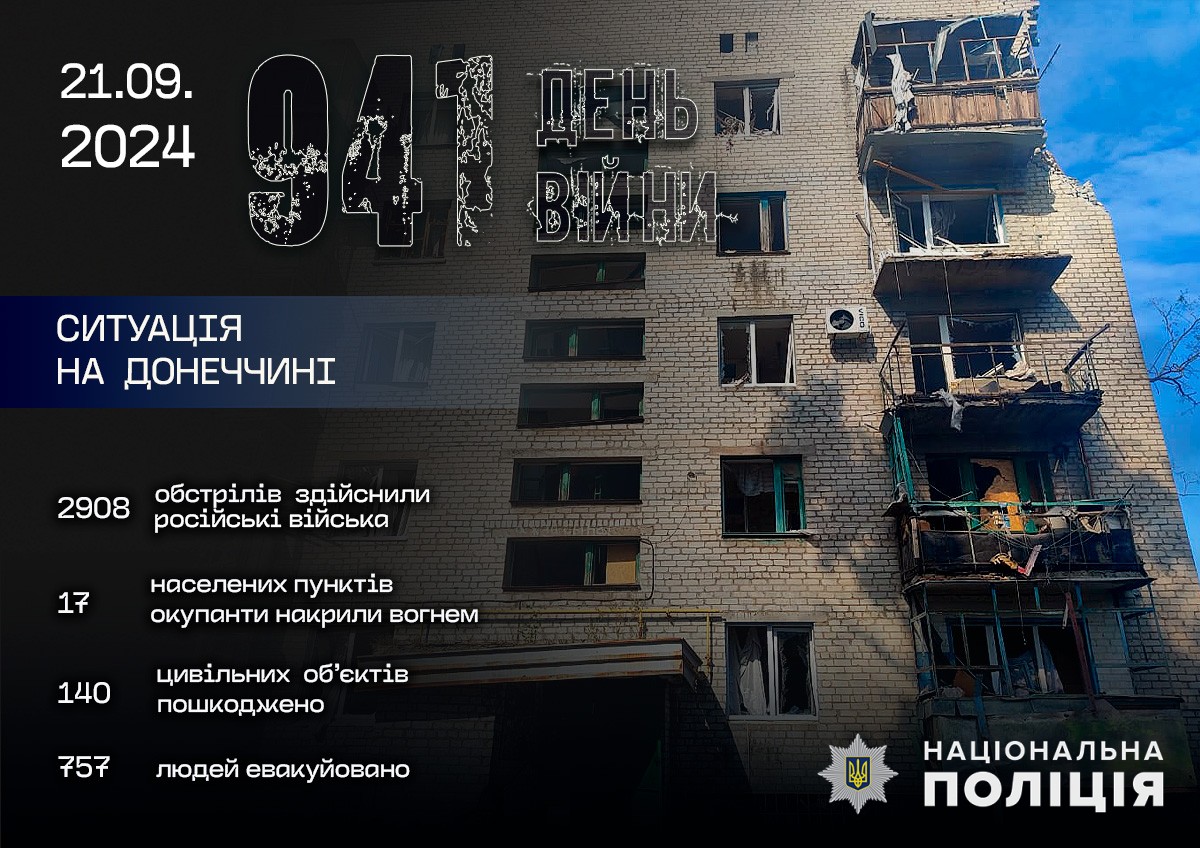 21.09.
2024
941
ДЕНЬ
ВІЙНИ
СИТУАЦІЯ
НА ДОНЕЧЧИНІ
2908 обстрілів здійснили
російські війська
17 населених пунктів
окупанти накрили вогнем
140 цивільних об'єктів
пошкоджено
757 людей евакуйовано
VICO
НАЦІОНАЛЬНА
ПОЛІЦІЯ